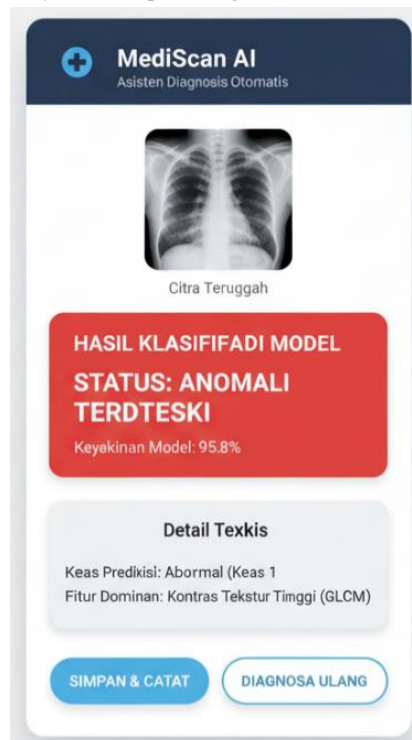 MediScan AI
Asisten Diagnosis Otomatis
Citra Teruggah
HASIL KLASIFIFADI MODEL
STATUS: ANOMALI
TERDTESKI
Keyakinan Model: 95.8%
Detail Texkis
Keas Predikisi: Abormal (Keas 1
Fitur Dominan: Kontras Tekstur Timggi (GLCM)
SIMPAN & CATAT
DIAGNOSA ULANG